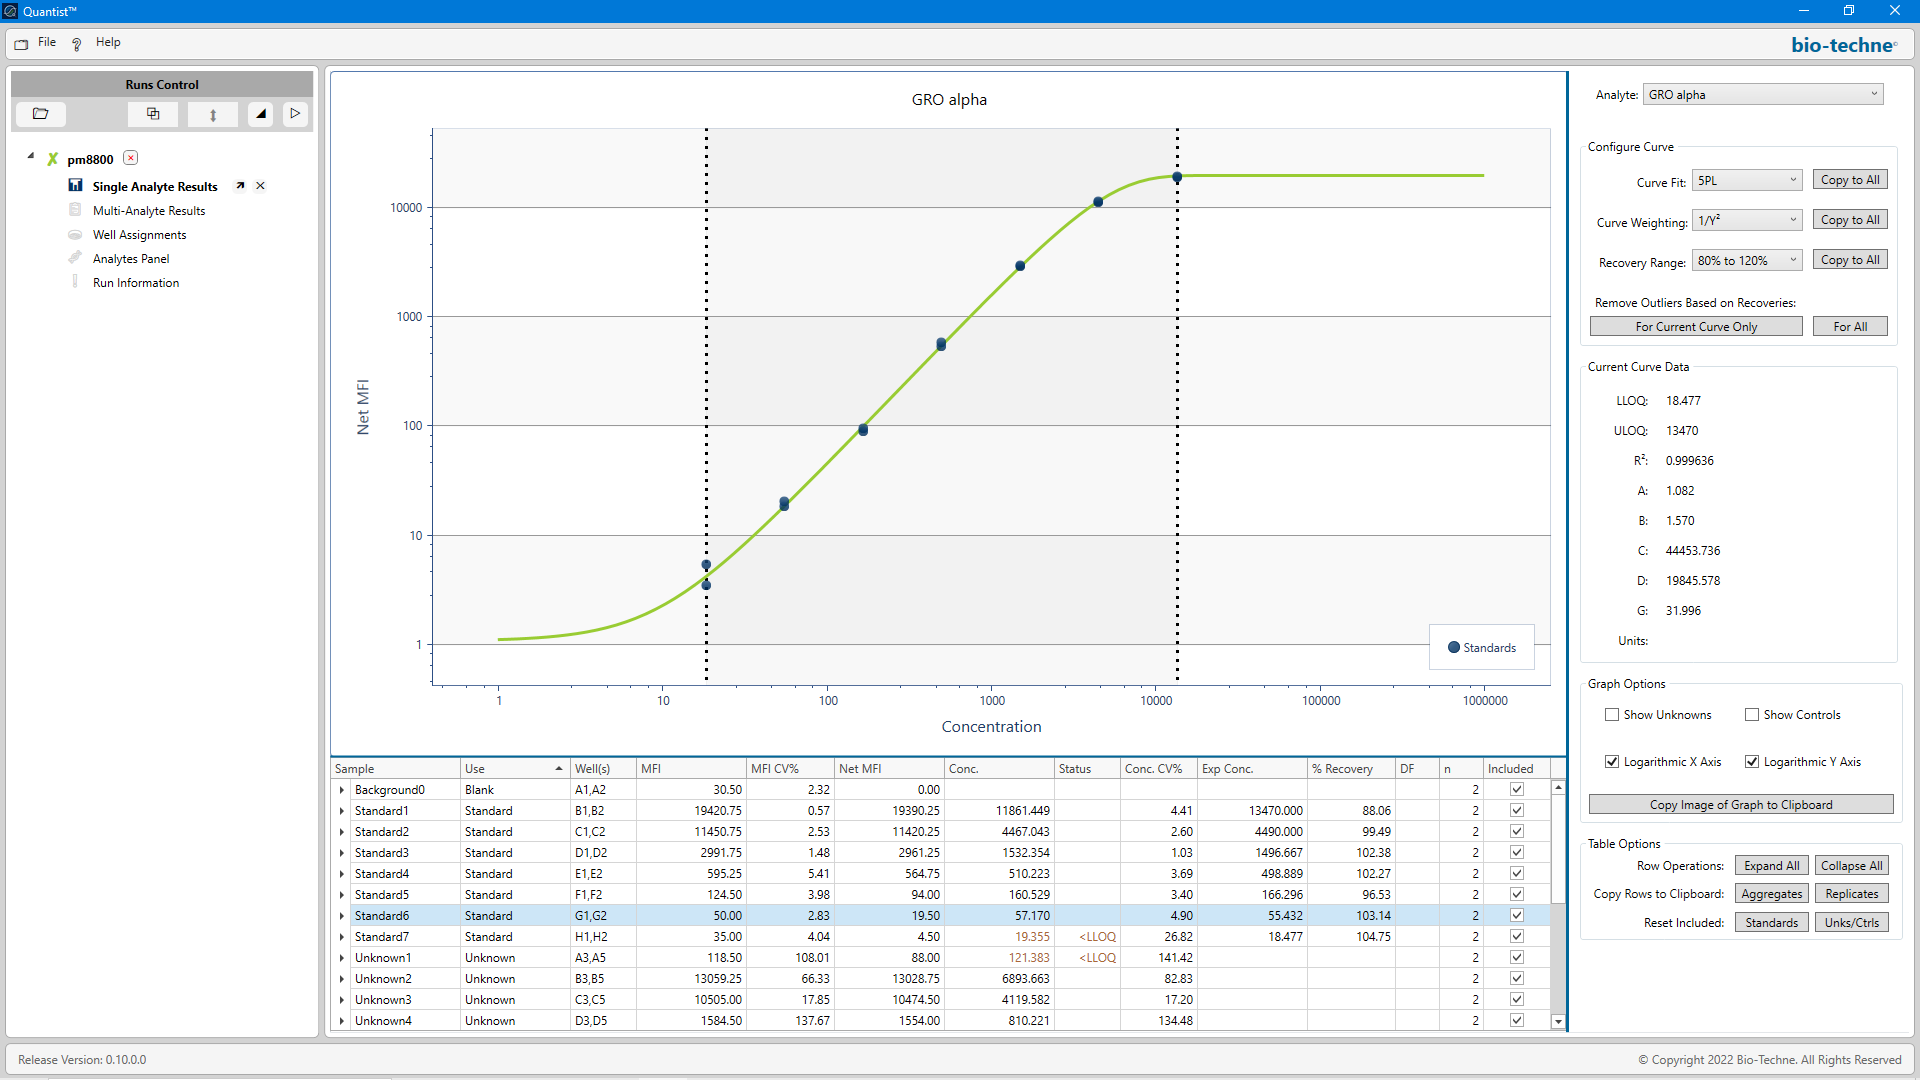 Quantist™
File Help
bio-techne
Runs Control
pm8800
Single Analyte Results
Multi-Analyte Results
Well Assignments
Analytes Panel
Run Information
GRO alpha
Net MFI
10000
1000
100
10
1
Standards
1 10 100 1000 10000 100000 1000000
Concentration
Sample Use Well(s) MFI MFI CV% Net MFI Conc. Status Conc. CV% Exp Conc. % Recovery DF n Included
Background0 Blank A1,A2 30.50 2.32 0.00 2
Standard1 Standard B1,B2 19420.75 0.57 19390.25 11861.449 4.41 13470.000 88.06 2
Standard2 Standard C1,C2 11450.75 2.53 11420.25 4467.043 2.60 4490.000 99.49 2
Standard3 Standard D1,D2 2991.75 1.48 2961.25 1532.354 1.03 1496.667 102.38 2
Standard4 Standard E1,E2 595.25 5.41 564.75 510.223 3.69 498.889 102.27 2
Standard5 Standard F1,F2 124.50 3.98 94.00 160.529 3.40 166.296 96.53 2
Standard6 Standard G1,G2 50.00 2.83 19.50 57.170 4.90 55.432 103.14 2
Standard7 Standard H1,H2 35.00 4.04 4.50 19.355 <LLOQ 26.82 18.477 104.75 2
Unknown1 Unknown A3,A5 118.50 108.01 88.00 121.383 <LLOQ 141.42 2
Unknown2 Unknown B3,B5 13059.25 66.33 13028.75 6893.663 82.83 2
Unknown3 Unknown C3,C5 10505.00 17.85 10474.50 4119.582 17.20 2
Unknown4 Unknown D3,D5 1584.50 137.67 1554.00 810.221 134.48 2
Analyte: GRO alpha
Configure Curve
Curve Fit: 5PL Copy to All
Curve Weighting: 1/Y² Copy to All
Recovery Range: 80% to 120% Copy to All
Remove Outliers Based on Recoveries:
For Current Curve Only For All
Current Curve Data
LLOQ: 18.477
ULOQ: 13470
R²: 0.999636
A: 1.082
B: 1.570
C: 44453.736
D: 19845.578
G: 31.996
Units:
Graph Options
Show Unknowns Show Controls
Logarithmic X Axis Logarithmic Y Axis
Copy Image of Graph to Clipboard
Table Options
Row Operations: Expand All Collapse All
Copy Rows to Clipboard: Aggregates Replicates
Reset Included: Standards Unks/Ctrls
Release Version: 0.10.0.0
© Copyright 2022 Bio-Techne. All Rights Reserved